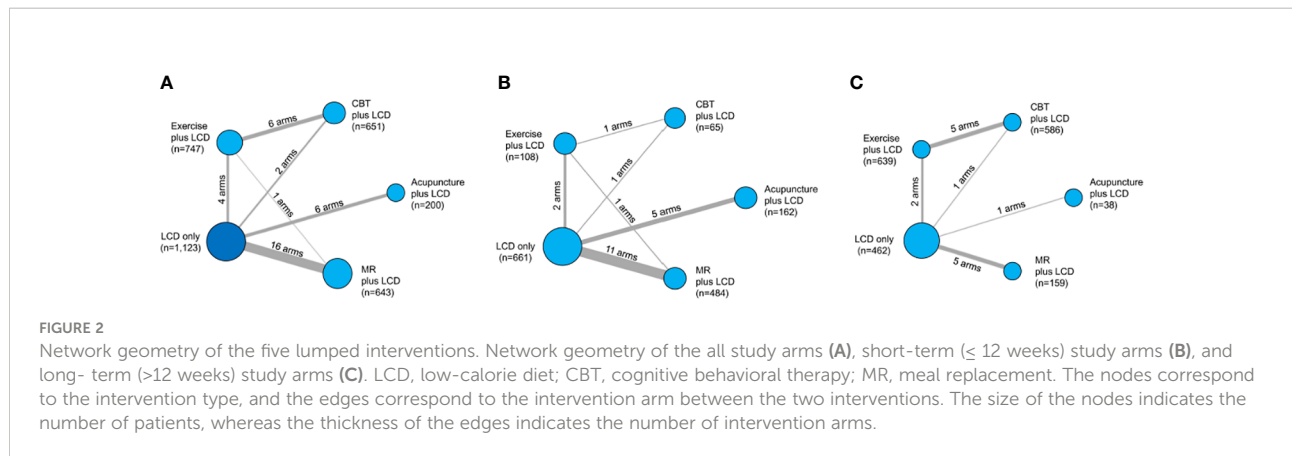 A
CBT
plus LCD
(n=651)
6 arms
Exercise
plus LCD
(n=747)
2 arms
4 arms
1 arms
Acupuncture
plus LCD
(n=200)
6 arms
LCD only
(n=1,123)
16 arms
MR
plus LCD
(n=643)
B
CBT
plus LCD
(n=65)
1 arms
Exercise
plus LCD
(n=108)
1 arms
2 arms
1 arms
Acupuncture
plus LCD
(n=162)
5 arms
LCD only
(n=661)
11 arms
MR
plus LCD
(n=484)
C
CBT
plus LCD
(n=586)
5 arms
Exercise
plus LCD
(n=639)
1 arms
2 arms
Acupuncture
plus LCD
(n=38)
1 arms
LCD only
(n=462)
5 arms
MR
plus LCD
(n=159)
FIGURE 2
Network geometry of the five lumped interventions. Network geometry of the all study arms (A), short-term (≤ 12 weeks) study arms (B), and
long- term (>12 weeks) study arms (C). LCD, low-calorie diet; CBT, cognitive behavioral therapy; MR, meal replacement. The nodes correspond
to the intervention type, and the edges correspond to the intervention arm between the two interventions. The size of the nodes indicates the
number of patients, whereas the thickness of the edges indicates the number of intervention arms.